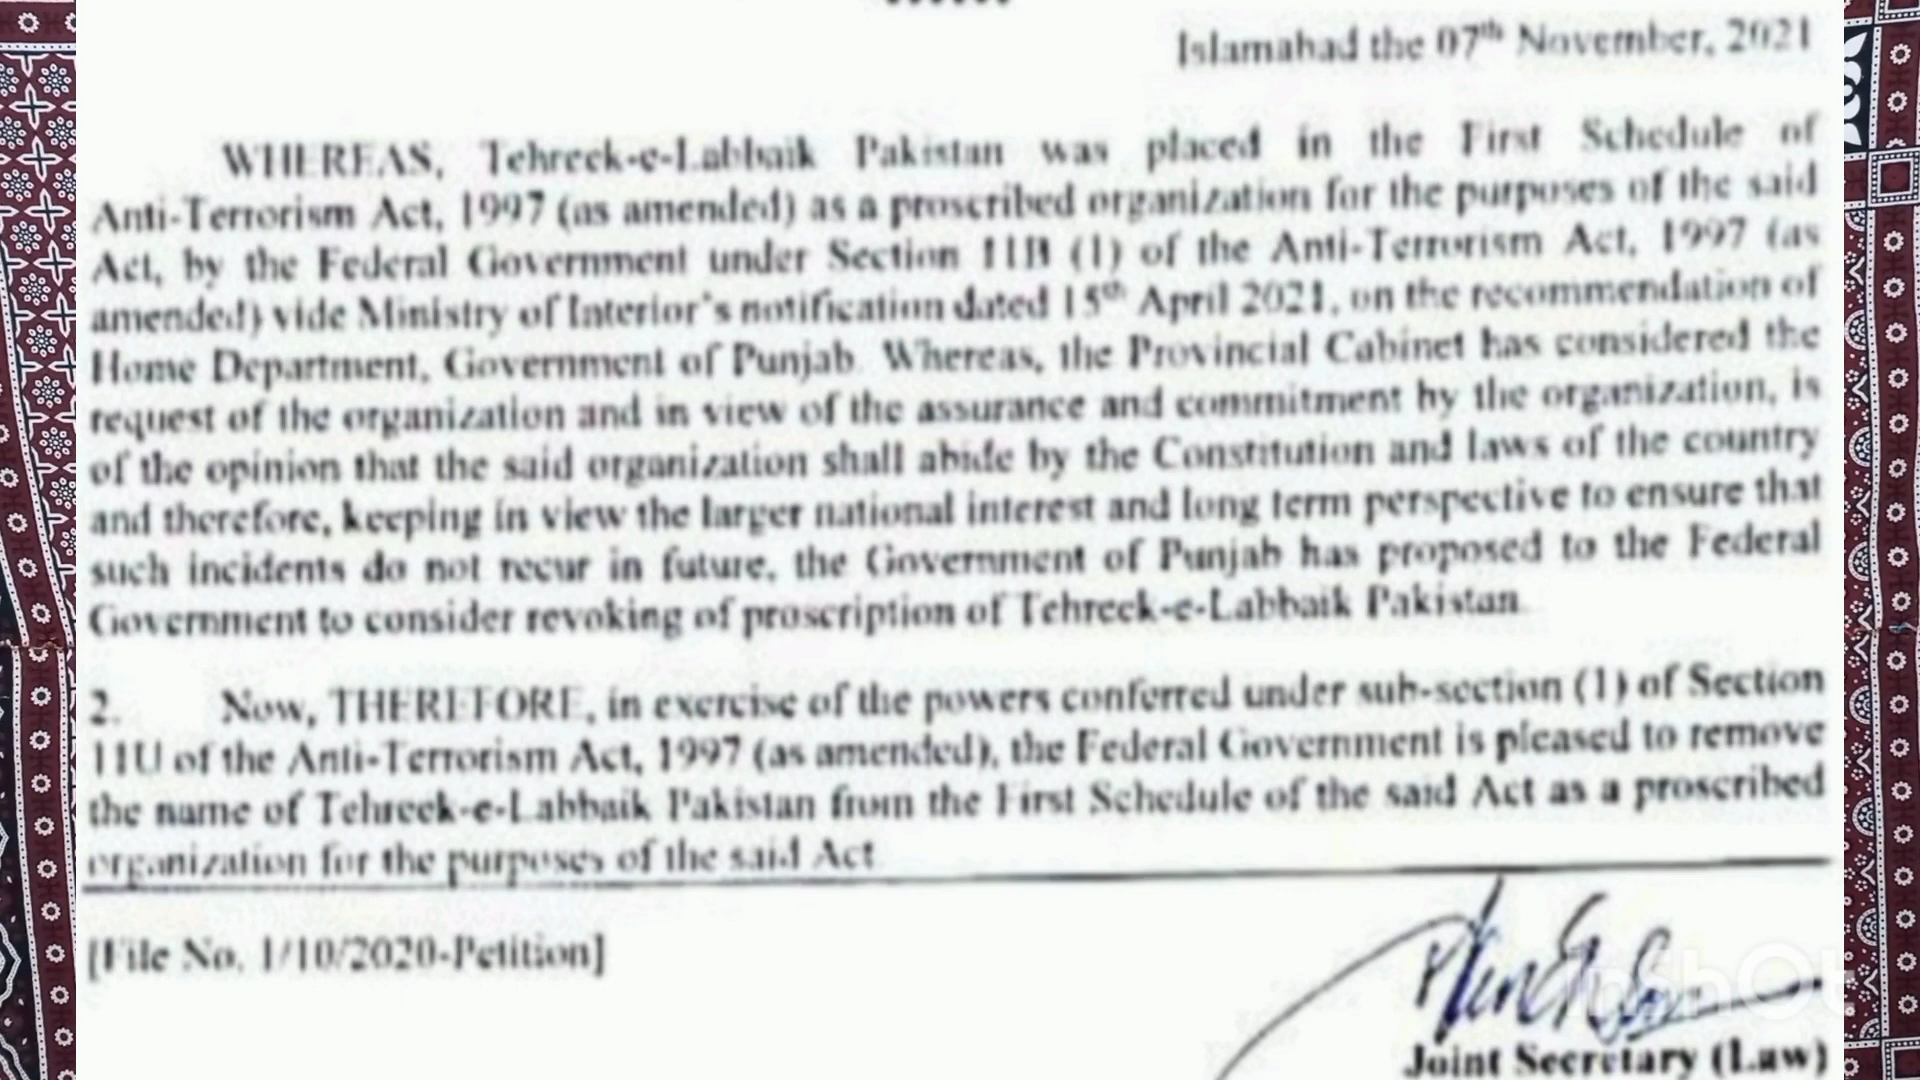 Islamabad the 07th November, 2021
WHEREAS, Tehreek-e-Labbaik Pakistan was placed in the First Schedule of
Anti-Terrorism Act, 1997 (as amended) as a proscribed organization for the purposes of the said
Act, by the Federal Government under Section 11B (1) of the Anti-Terrorism Act, 1997 (as
amended) vide Ministry of Interior's notification dated 15th April 2021, on the recommendation of
Home Department, Government of Punjab. Whereas, the Provincial Cabinet has considered the
request of the organization and in view of the assurance and commitment by the organization, is
of the opinion that the said organization shall abide by the Constitution and laws of the country
and therefore, keeping in view the larger national interest and long term perspective to ensure that
such incidents do not recur in future, the Government of Punjab has proposed to the Federal
Government to consider revoking of proscription of Tehreek-e-Labbaik Pakistan.
2. Now, THEREFORE, in exercise of the powers conferred under sub-section (1) of Section
11U of the Anti-Terrorism Act, 1997 (as amended), the Federal Government is pleased to remove
the name of Tehreek-e-Labbaik Pakistan from the First Schedule of the said Act as a proscribed
organization for the purposes of the said Act
[File No. 1/10/2020-Petition]
Joint Secretary (Law)